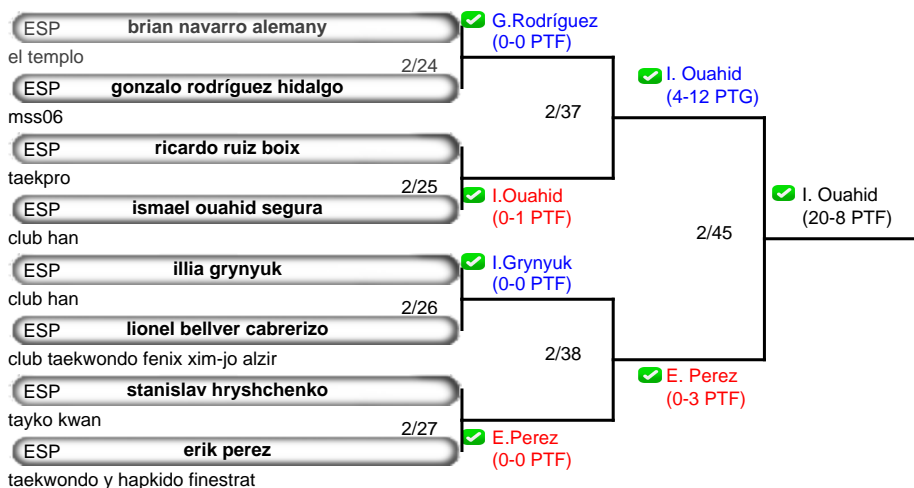 ESP brian navarro alemany
el templo
2/24
ESP gonzalo rodríguez hidalgo
mss06
G.Rodríguez
(0-0 PTF)
ESP ricardo ruiz boix
taekpro
2/25
ESP ismael ouahid segura
club han
I.Ouahid
(0-1 PTF)
2/37
I. Ouahid
(4-12 PTG)
ESP illia grynyuk
club han
2/26
ESP lionel bellver cabrerizo
club taekwondo fenix xim-jo alzir
I.Grynyuk
(0-0 PTF)
ESP stanislav hryshchenko
tayko kwan
2/27
ESP erik perez
taekwondo y hapkido finestrat
E.Perez
(0-0 PTF)
2/38
E. Perez
(0-3 PTF)
2/45
I. Ouahid
(20-8 PTF)